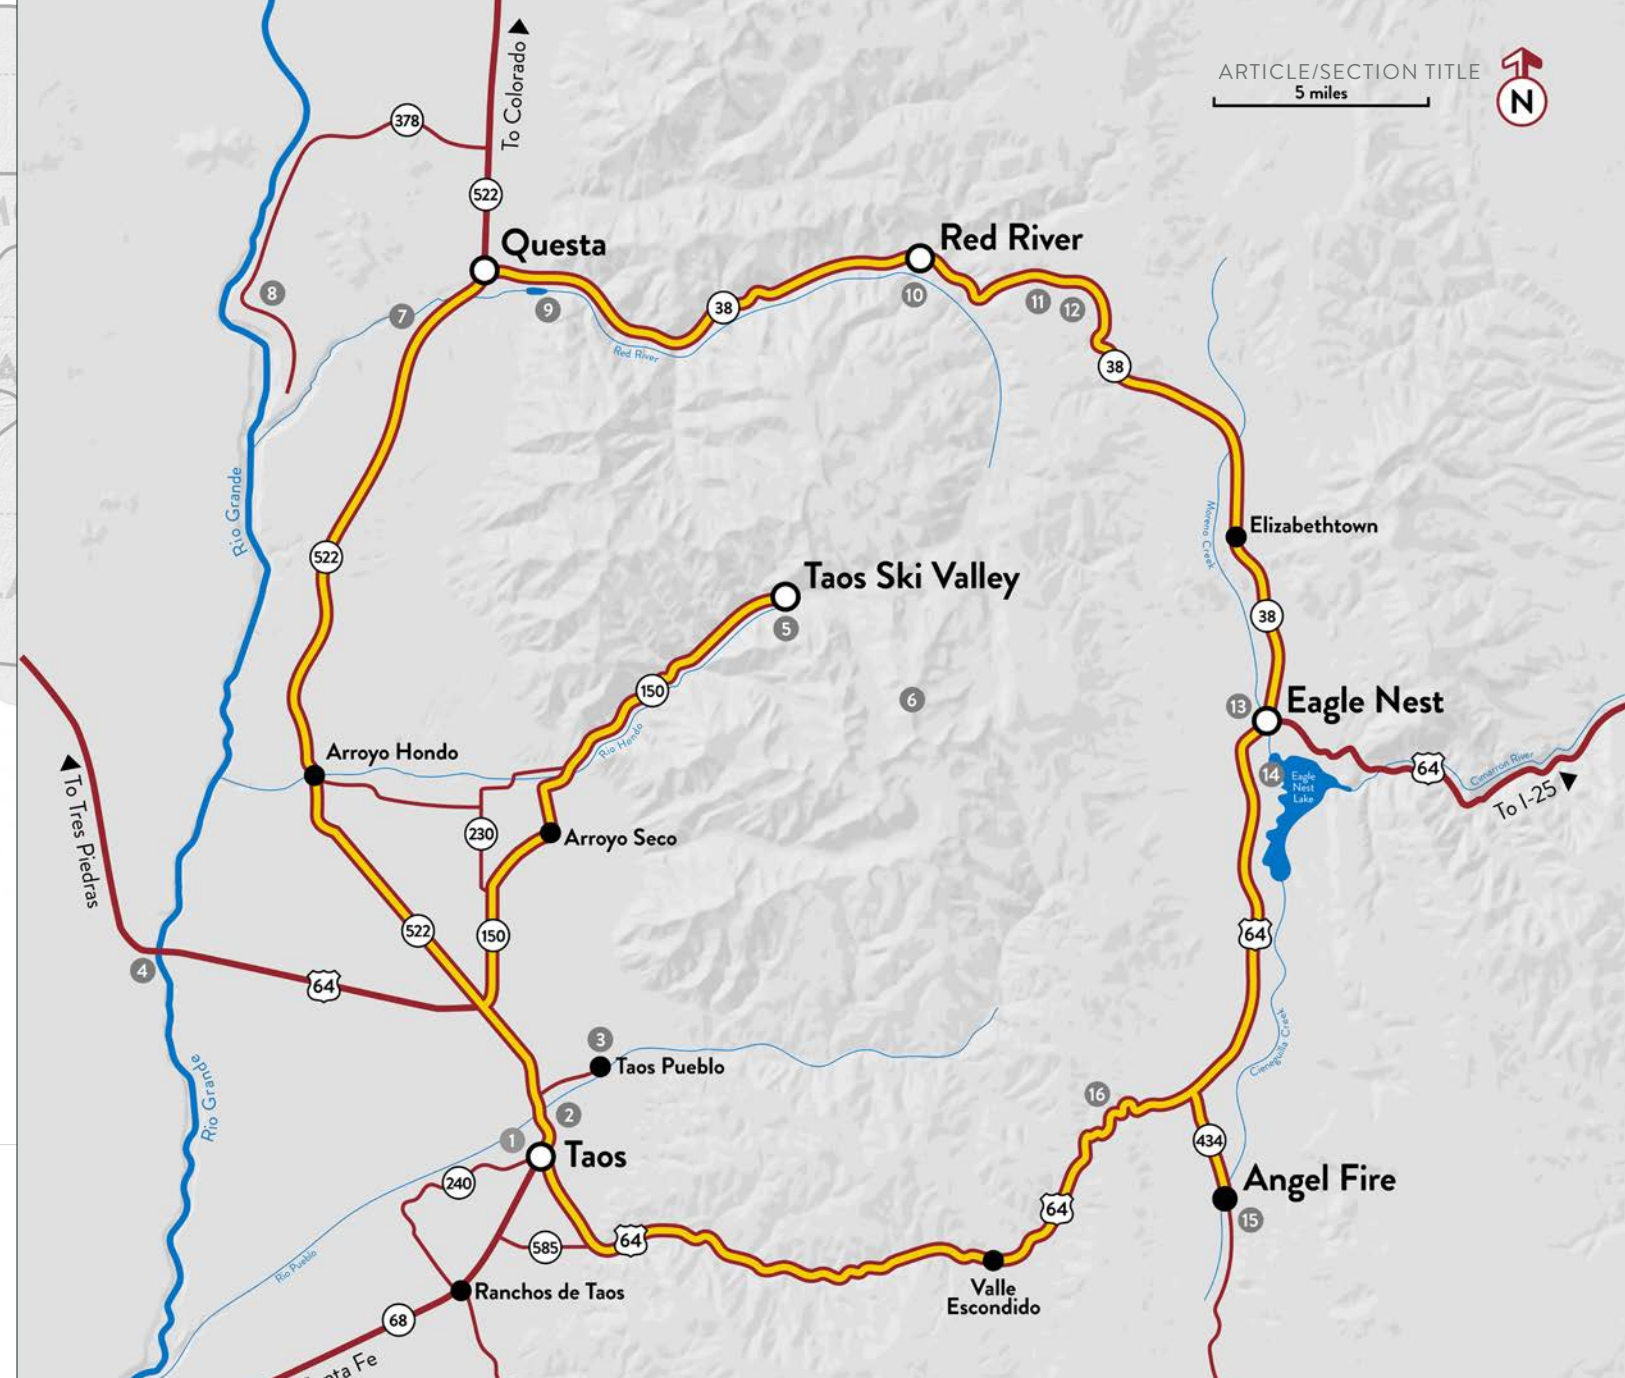 To Colorado
ARTICLE/SECTION TITLE
5 miles
N
378
522
Questa
Red River
8
7
9
38
10
11
12
Red River
38
Rio Grande
522
Moreno Creek
Elizabethtown
Taos Ski Valley
5
38
150
6
13
Eagle Nest
Rio Hondo
Arroyo Hondo
To Tres Piedras
14
Eagle
Nest
Lake
64
Cimarron River
To I-25
230
Arroyo Seco
522
150
64
4
64
3
Taos Pueblo
Cieneguilla Creek
Rio Grande
2
16
1
Taos
434
240
Angel Fire
64
15
585
64
Rio Pueblo
Ranchos de Taos
Valle
Escondido
68
Fe